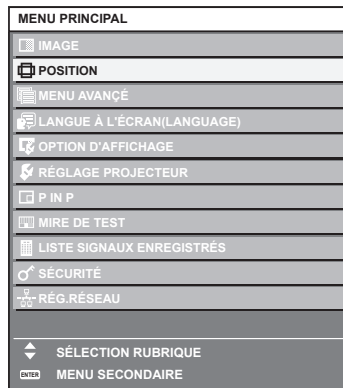 MENU PRINCIPAL
IMAGE
POSITION
MENU AVANÇÉ
LANGUE À L'ÉCRAN(LANGUAGE)
OPTION D'AFFICHAGE
RÉGLAGE PROJECTEUR
P IN P
MIRE DE TEST
LISTE SIGNAUX ENREGISTRÉS
SÉCURITÉ
RÉG.RÉSEAU
SÉLECTION RUBRIQUE
ENTER MENU SECONDAIRE